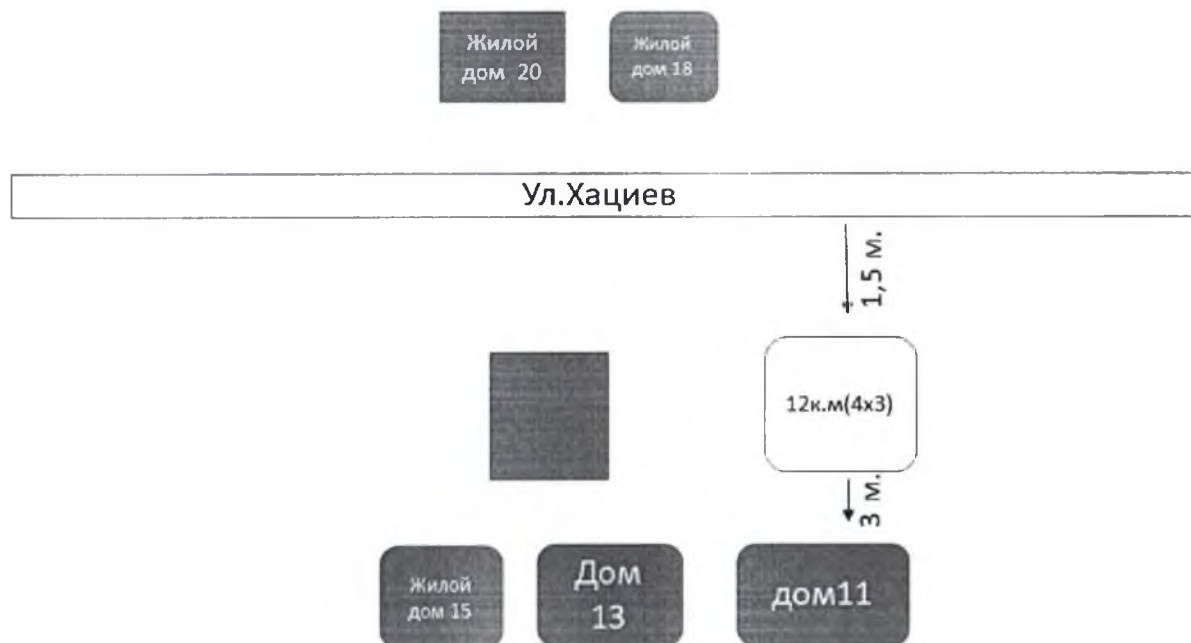 Жилой
дом 20
Жилой
дом 18
Ул.Хациев
1,5 м.
12к.м(4х3)
3 м.
Жилой
дом 15
Дом
13
дом11